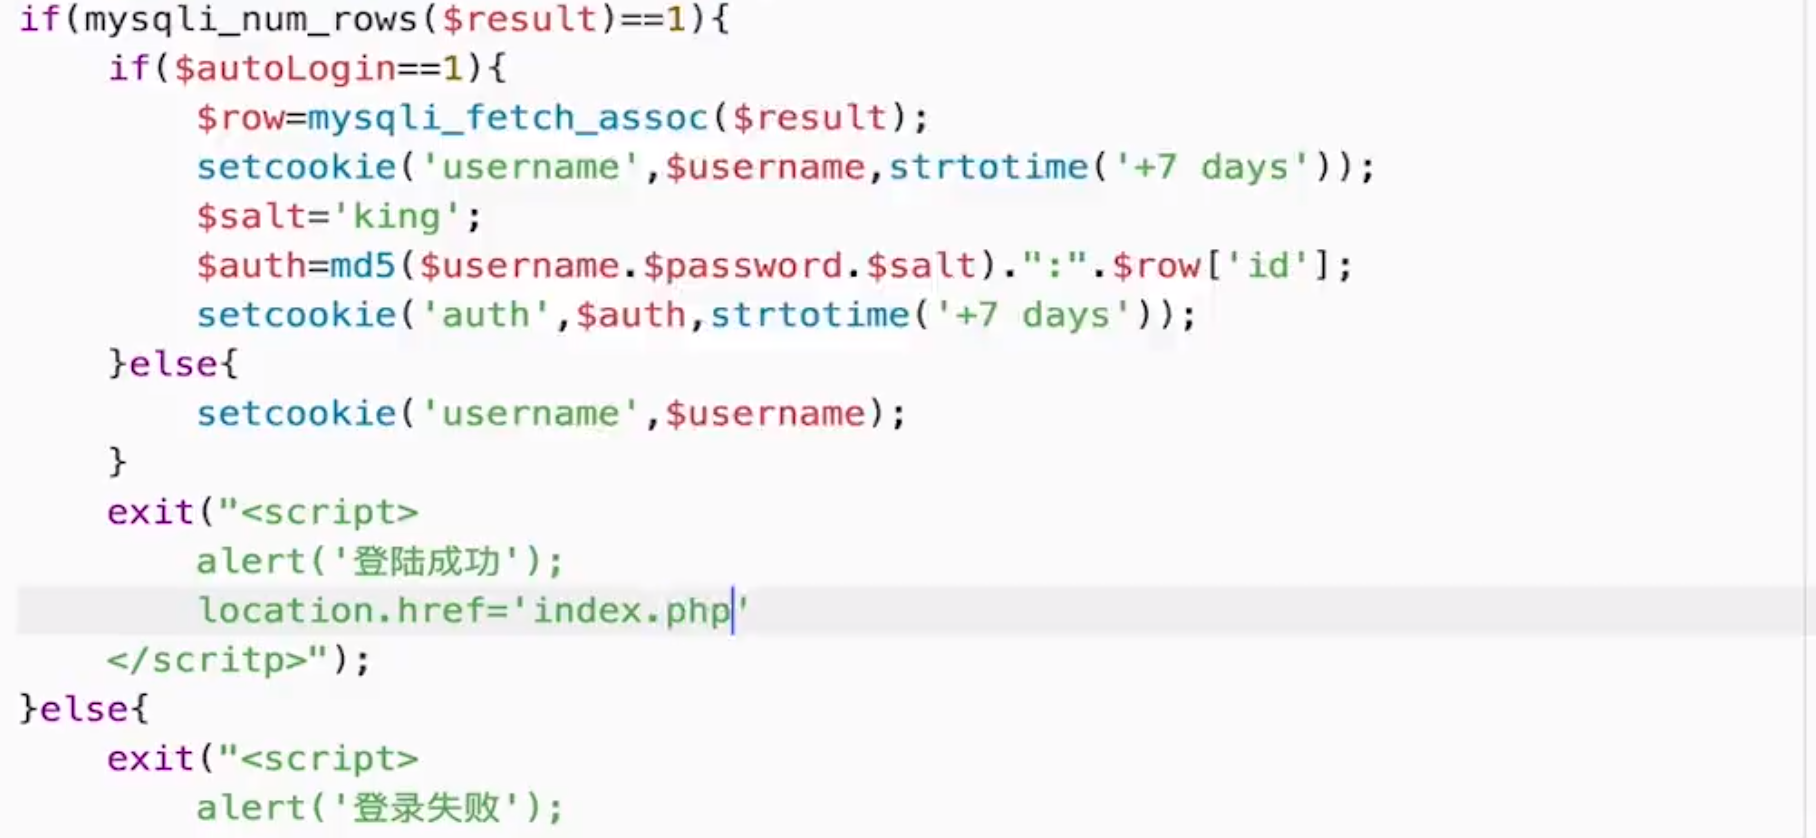 if(mysqli_num_rows($result)==1){
    if($autoLogin==1){
        $row=mysqli_fetch_assoc($result);
        setcookie('username',$username,strtotime('+7 days'));
        $salt='king';
        $auth=md5($username.$password.$salt).":".$row['id'];
        setcookie('auth',$auth,strtotime('+7 days'));
    }else{
        setcookie('username',$username);
    }
    exit("<script>
        alert('登陆成功');
        location.href='index.php'
    </scritp>");
}else{
    exit("<script>
        alert('登录失败');